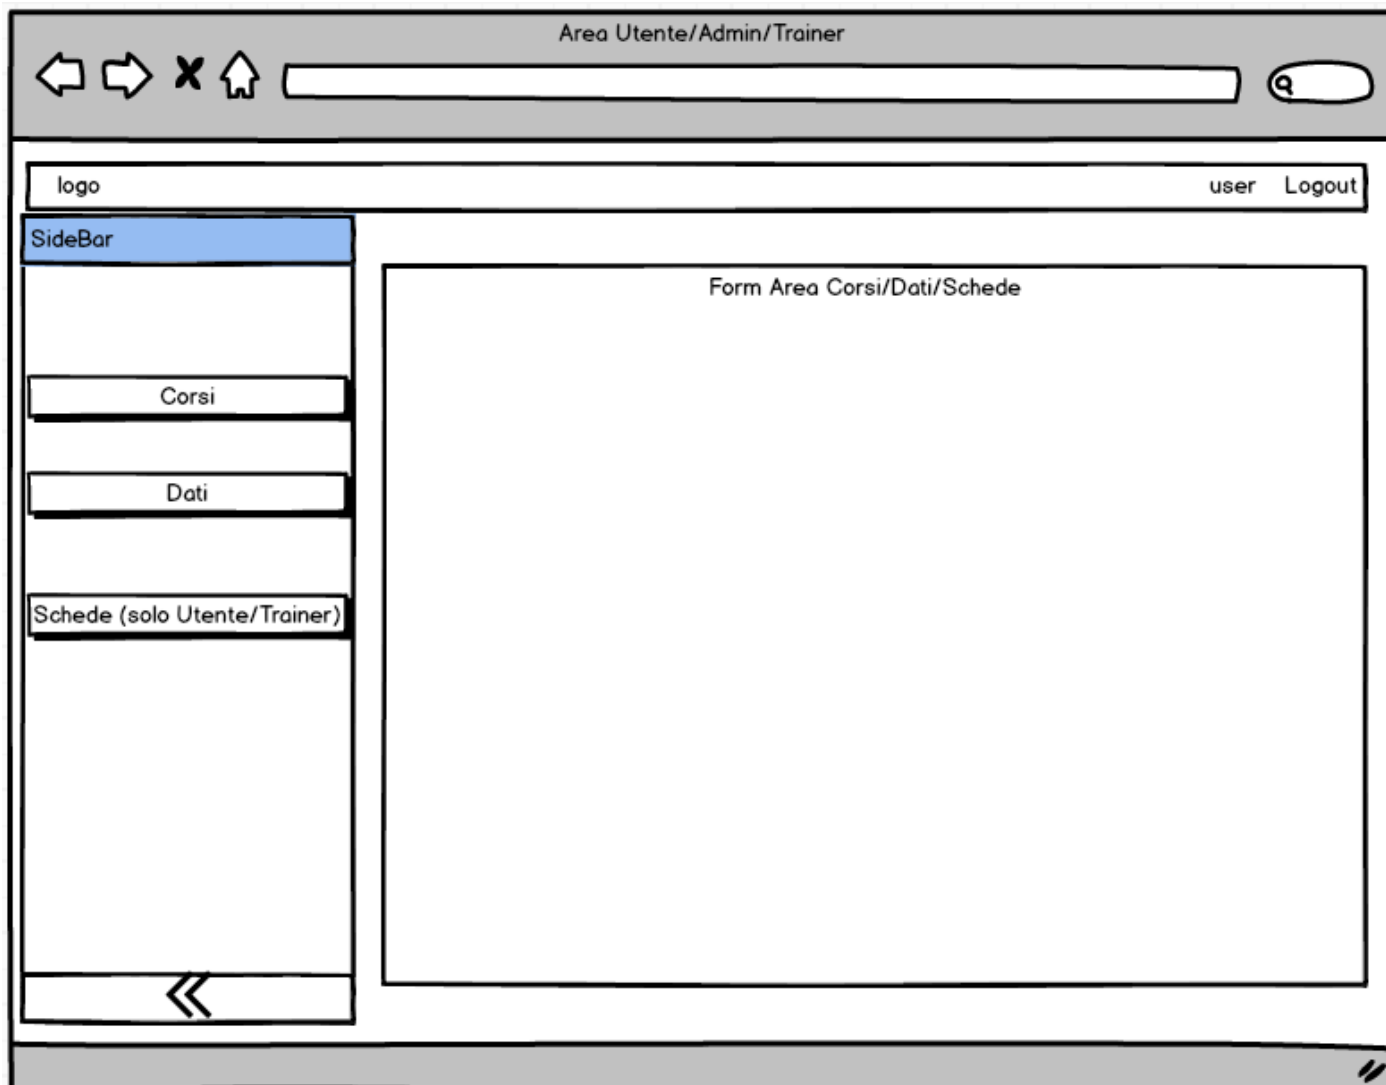 Area Utente/Admin/Trainer
logo
user
Logout
SideBar
Form Area Corsi/Dati/Schede
Corsi
Dati
Schede (solo Utente/Trainer)